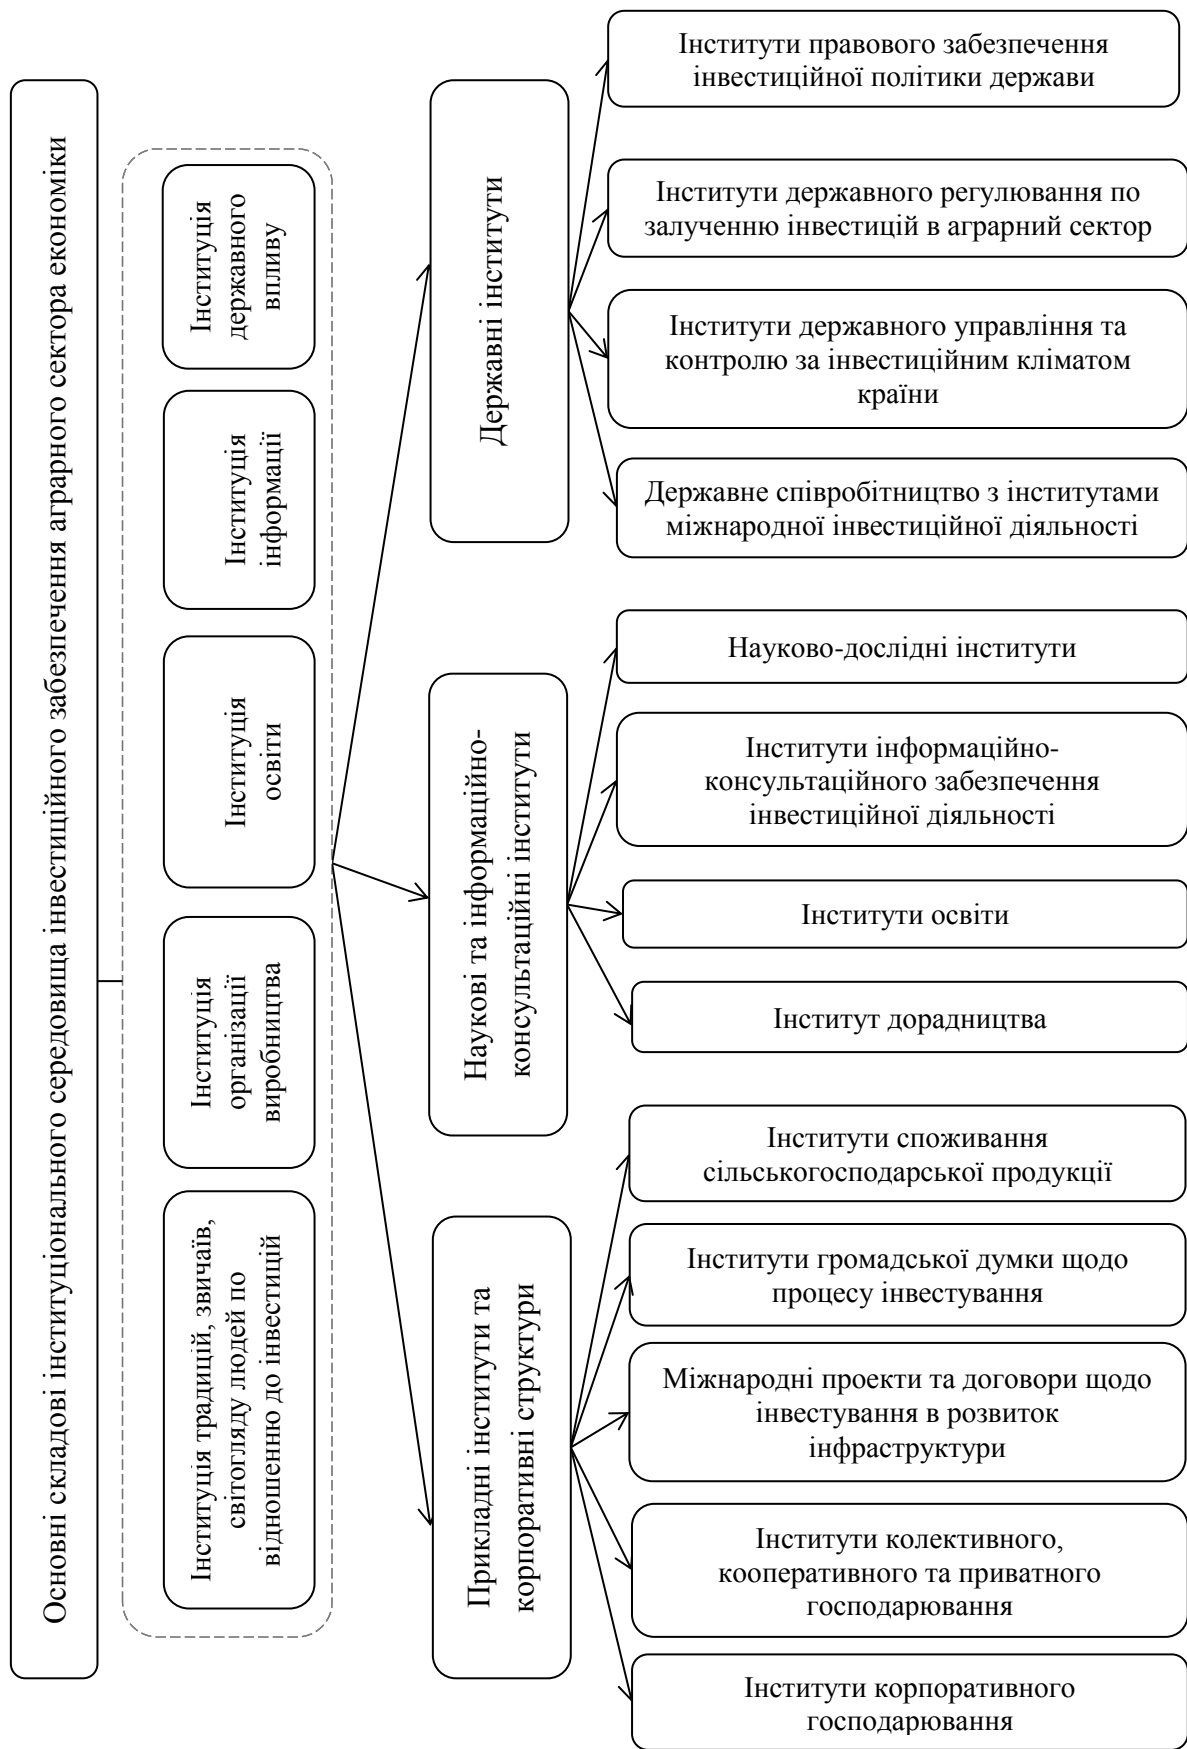 Основні складові інституціонального середовища інвестиційного забезпечення аграрного сектора економіки
Інституція традицій, звичаїв,
світогляду людей по
відношенню до інвестицій
Інституція
організації
виробництва
Інституція
освіти
Інституція
інформації
Інституція
державного
впливу
Державні інститути
Інститути правового забезпечення
інвестиційної політики держави
Інститути державного регулювання по
залученню інвестицій в аграрний сектор
Інститути державного управління та
контролю за інвестиційним кліматом
країни
Державне співробітництво з інститутами
міжнародної інвестиційної діяльності
Наукові та інформаційно-
консультаційні інститути
Науково-дослідні інститути
Інститути інформаційно-
консультаційного забезпечення
інвестиційної діяльності
Інститути освіти
Інститут дорадництва
Прикладні інститути та
корпоративні структури
Інститути споживання
сільськогосподарської продукції
Інститути громадської думки щодо
процесу інвестування
Міжнародні проекти та договори щодо
інвестування в розвиток
інфраструктури
Інститути колективного,
кооперативного та приватного
господарювання
Інститути корпоративного
господарювання